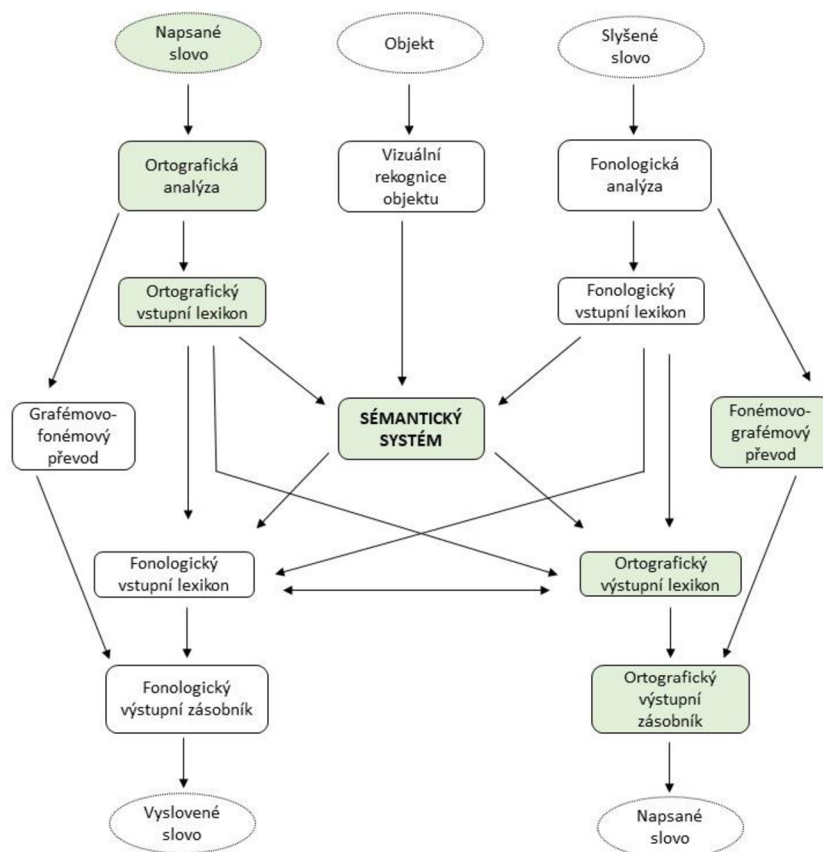 Napsané
slovo
Objekt
Slyšené
slovo
Ortografická
analýza
Vizuální
rekognice
objektu
Fonologická
analýza
Ortografický
vstupní lexikon
Fonologický
vstupní lexikon
Grafémovo-
fonémový
převod
SÉMANTICKÝ
SYSTÉM
Fonémovo-
grafémový
převod
Fonologický
vstupní lexikon
Ortografický
výstupní lexikon
Fonologický
výstupní zásobník
Ortografický
výstupní
zásobník
Vyslovené
slovo
Napsané
slovo